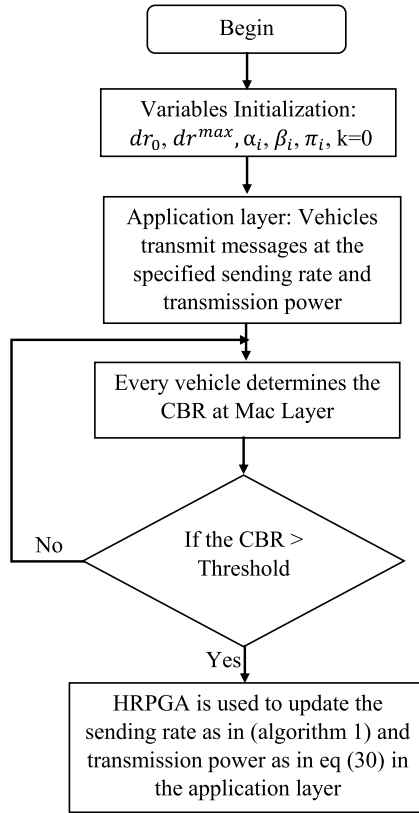 Begin
Variables Initialization:
𝑑𝑟₀, 𝑑𝑟ᵐᵃˣ, αᵢ, 𝛽ᵢ, 𝜋ᵢ, k=0
Application layer: Vehicles
transmit messages at the
specified sending rate and
transmission power
Every vehicle determines the
CBR at Mac Layer
If the CBR >
Threshold
No
Yes
HRPGA is used to update the
sending rate as in (algorithm 1) and
transmission power as in eq (30) in
the application layer